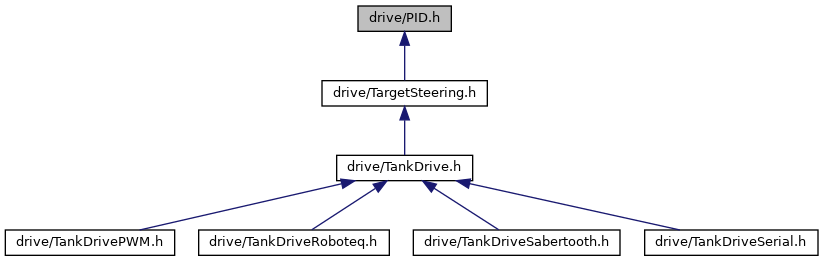 drive/PID.h
drive/TargetSteering.h
drive/TankDrive.h
drive/TankDrivePWM.h
drive/TankDriveRoboteq.h
drive/TankDriveSabertooth.h
drive/TankDriveSerial.h